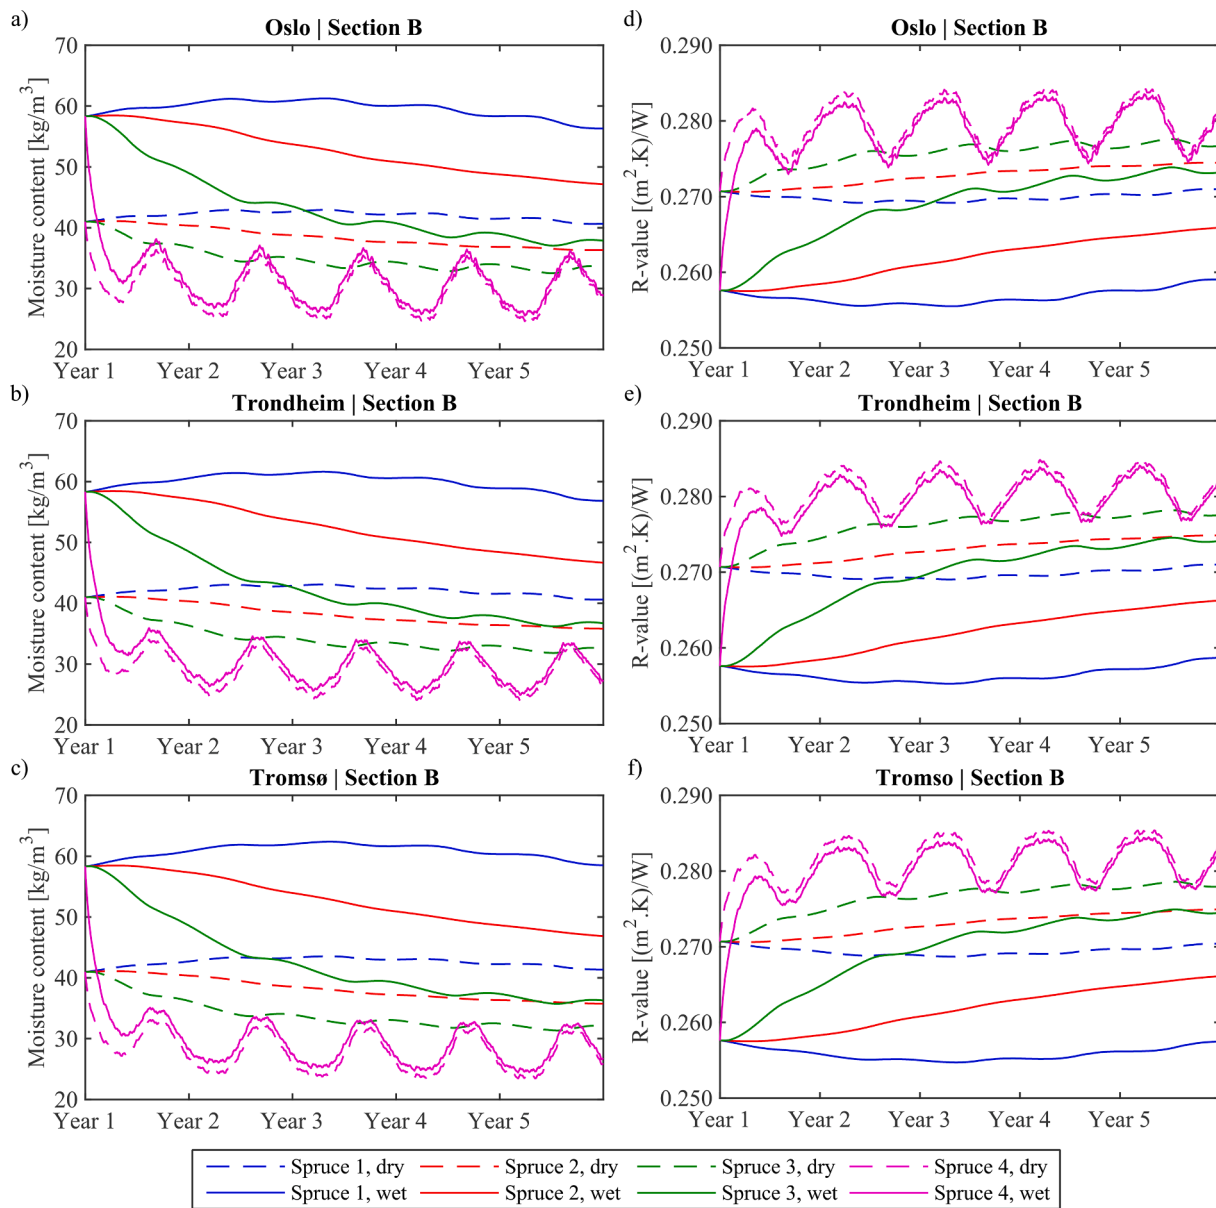 a)
Oslo | Section B
Moisture content [kg/m³]
70
60
50
40
30
20
Year 1 Year 2 Year 3 Year 4 Year 5
d)
Oslo | Section B
R-value [(m².K)/W]
0.290
0.280
0.270
0.260
0.250
Year 1 Year 2 Year 3 Year 4 Year 5
b)
Trondheim | Section B
Moisture content [kg/m³]
70
60
50
40
30
20
Year 1 Year 2 Year 3 Year 4 Year 5
e)
Trondheim | Section B
R-value [(m².K)/W]
0.290
0.280
0.270
0.260
0.250
Year 1 Year 2 Year 3 Year 4 Year 5
c)
Tromsø | Section B
Moisture content [kg/m³]
70
60
50
40
30
20
Year 1 Year 2 Year 3 Year 4 Year 5
f)
Tromso | Section B
R-value [(m².K)/W]
0.290
0.280
0.270
0.260
0.250
Year 1 Year 2 Year 3 Year 4 Year 5
Spruce 1, dry Spruce 2, dry Spruce 3, dry Spruce 4, dry
Spruce 1, wet Spruce 2, wet Spruce 3, wet Spruce 4, wet